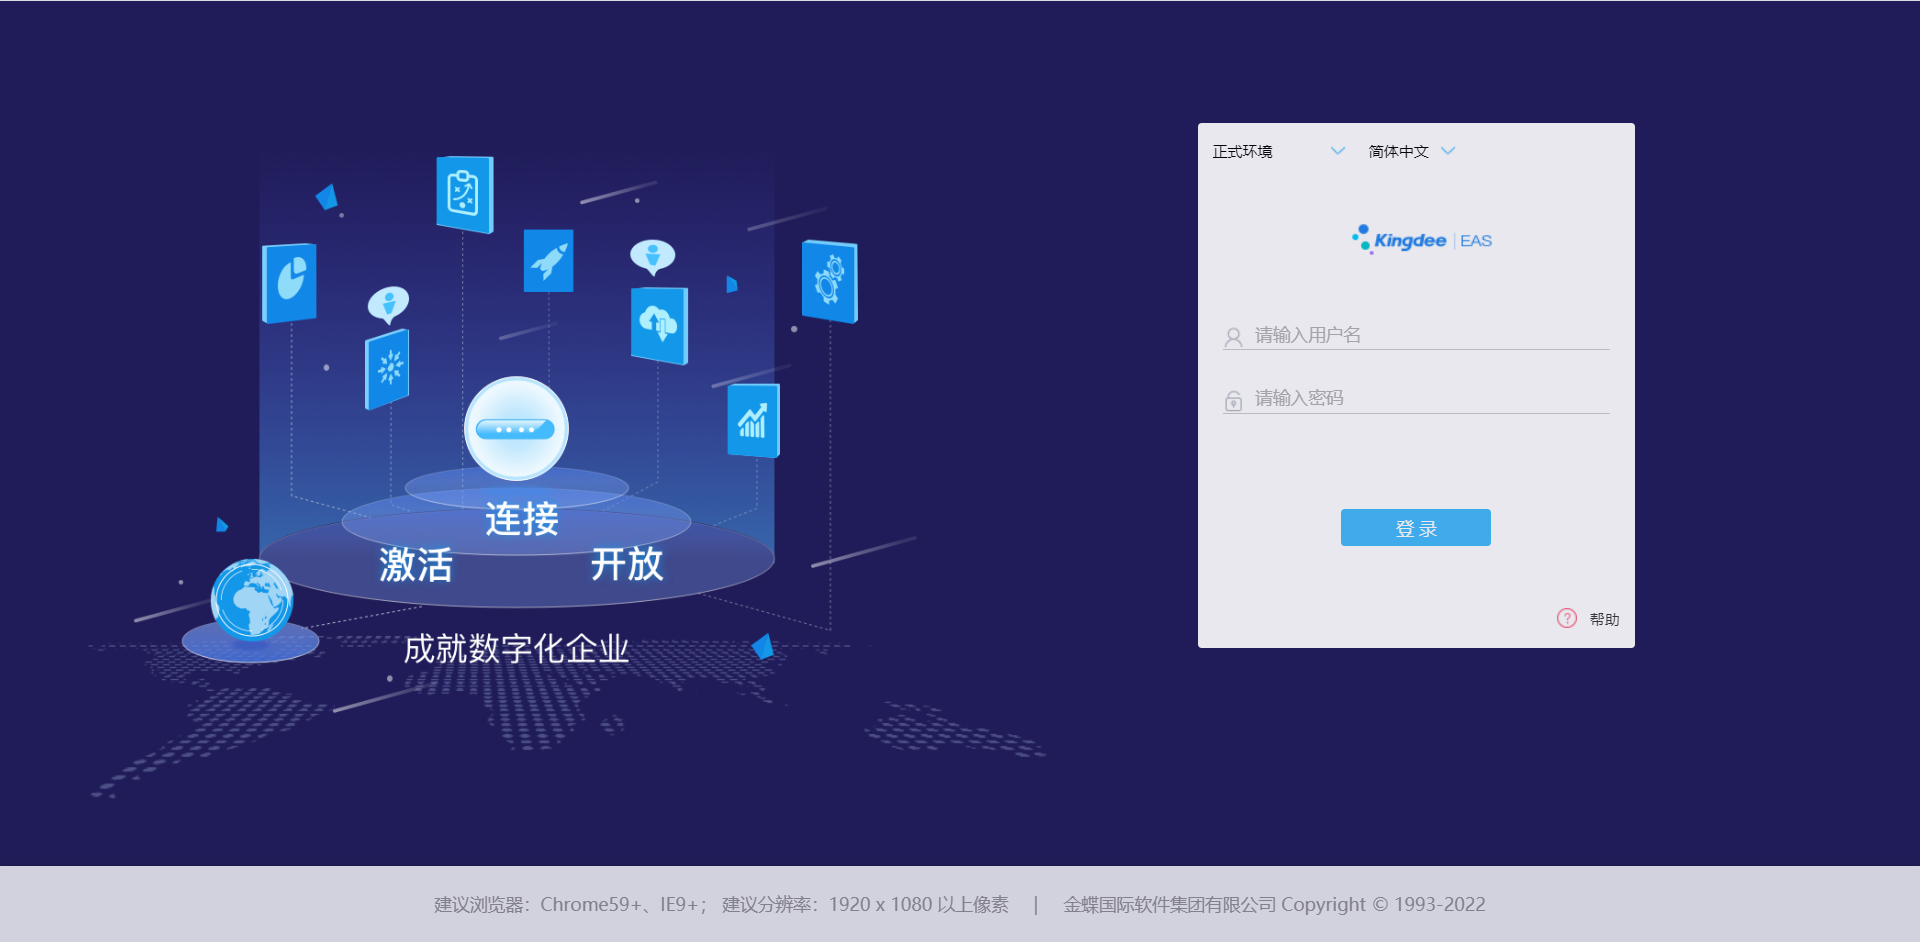 正式环境 简体中文
Kingdee | EAS
请输入用户名
请输入密码
登录
? 帮助
连接
激活 开放
成就数字化企业
建议浏览器：Chrome59+、IE9+； 建议分辨率：1920 x 1080 以上像素 | 金蝶国际软件集团有限公司 Copyright © 1993-2022